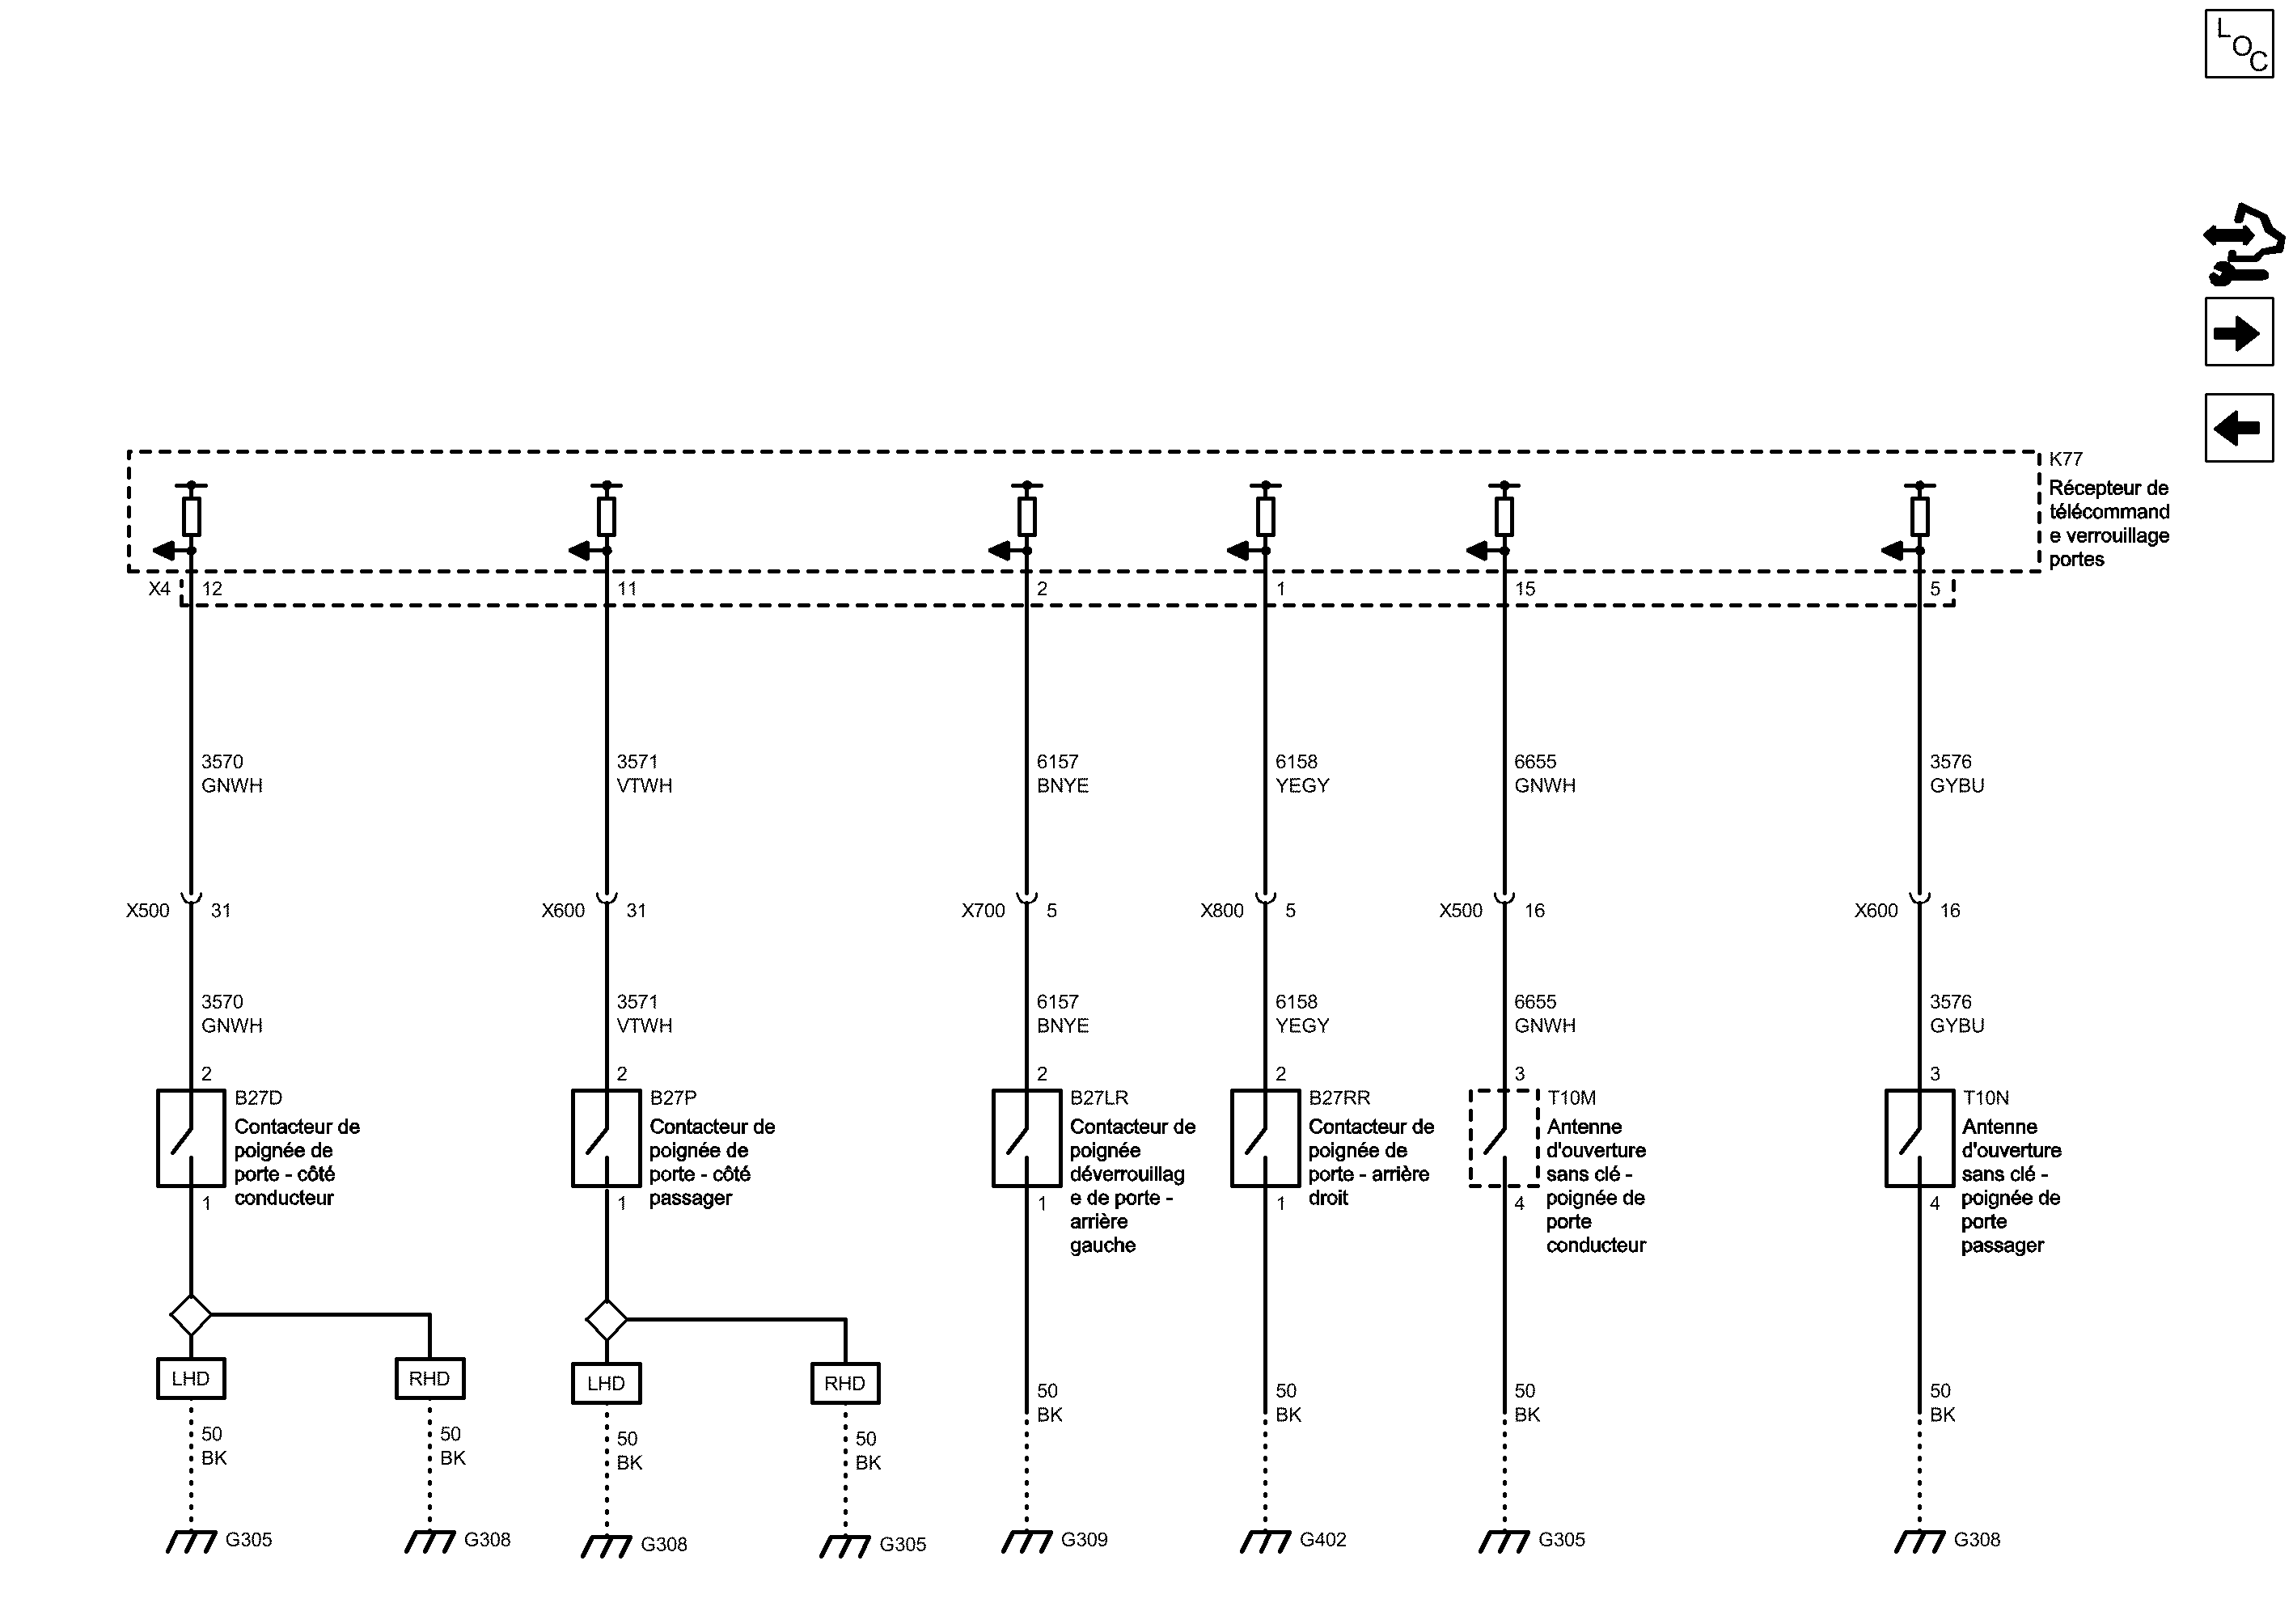 LOC
K77
Récepteur de
télécommand
e verrouillage
portes
X4 12 11 2 1 15 5
3570 3571 6157 6158 6655 3576
GNWH VTWH BNYE YEGY GNWH GYBU
X500 31 X600 31 X700 5 X800 5 X500 16 X600 16
3570 3571 6157 6158 6655 3576
GNWH VTWH BNYE YEGY GNWH GYBU
2 2 2 2 3 3
B27D
Contacteur de
poignée de
porte - côté
conducteur
B27P
Contacteur de
poignée de
porte - côté
passager
B27LR
Contacteur de
poignée
déverrouillag
e de porte -
arrière
gauche
B27RR
Contacteur de
poignée de
porte - arrière
droit
T10M
Antenne
d'ouverture
sans clé -
poignée de
porte
conducteur
T10N
Antenne
d'ouverture
sans clé -
poignée de
porte
passager
1 1 1 1 4 4
LHD RHD LHD RHD
50 50 50 50 50 50 50 50
BK BK BK BK BK BK BK BK
G305 G308 G308 G305 G309 G402 G305 G308